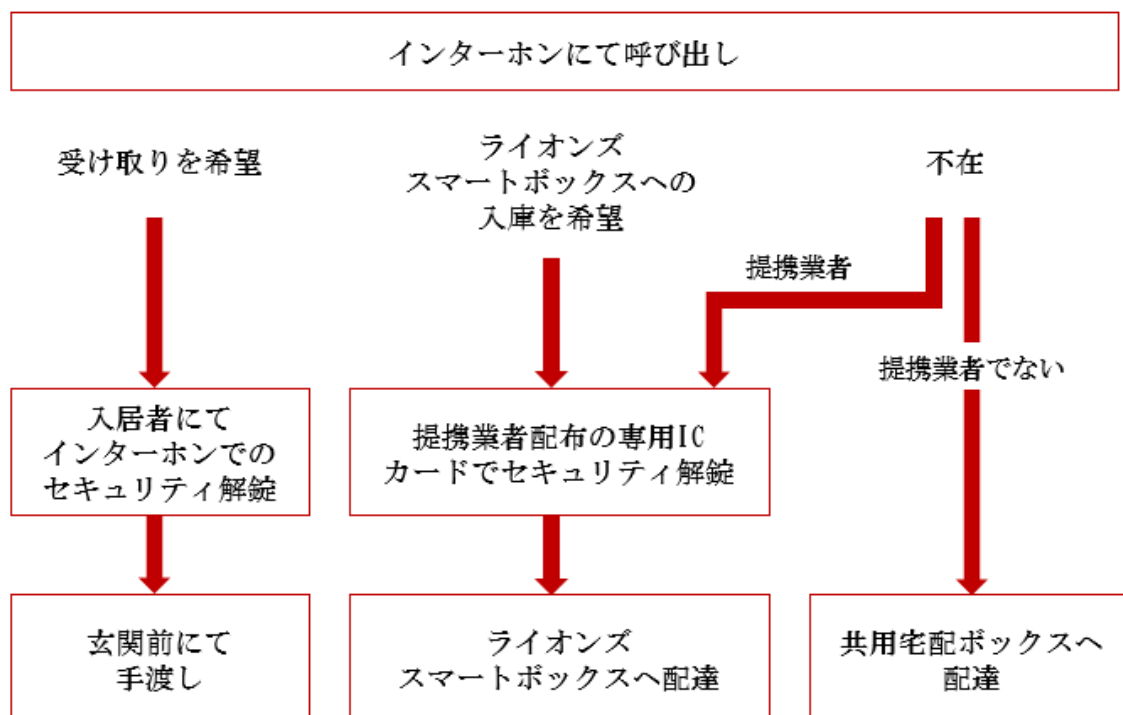 インターホンにて呼び出し
受け取りを希望
ライオンズ
スマートボックスへの
入庫を希望
不在
提携業者
提携業者でない
入居者にて
インターホンでの
セキュリティ解錠
提携業者配布の専用IC
カードでセキュリティ解錠
玄関前にて
手渡し
ライオンズ
スマートボックスへ配達
共用宅配ボックスへ
配達